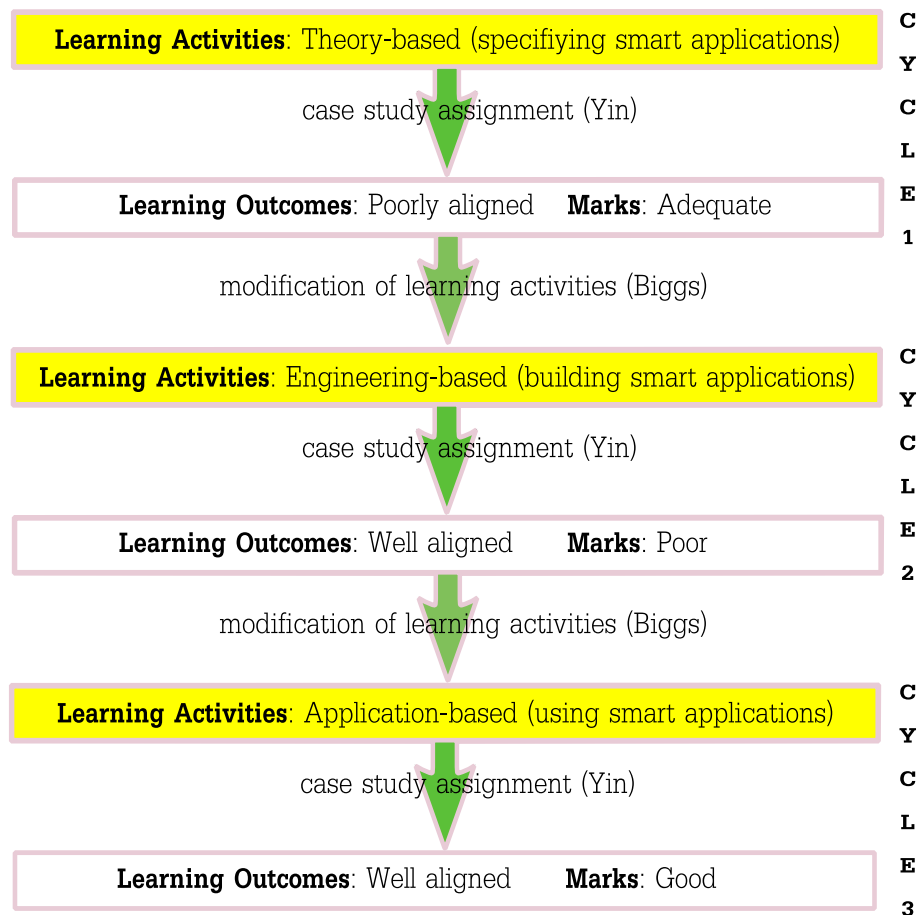 Learning Activities: Theory-based (specifiying smart applications)
case study assignment (Yin)
Learning Outcomes: Poorly aligned Marks: Adequate
CYCLE 1
modification of learning activities (Biggs)
Learning Activities: Engineering-based (building smart applications)
case study assignment (Yin)
Learning Outcomes: Well aligned Marks: Poor
CYCLE 2
modification of learning activities (Biggs)
Learning Activities: Application-based (using smart applications)
case study assignment (Yin)
Learning Outcomes: Well aligned Marks: Good
CYCLE 3